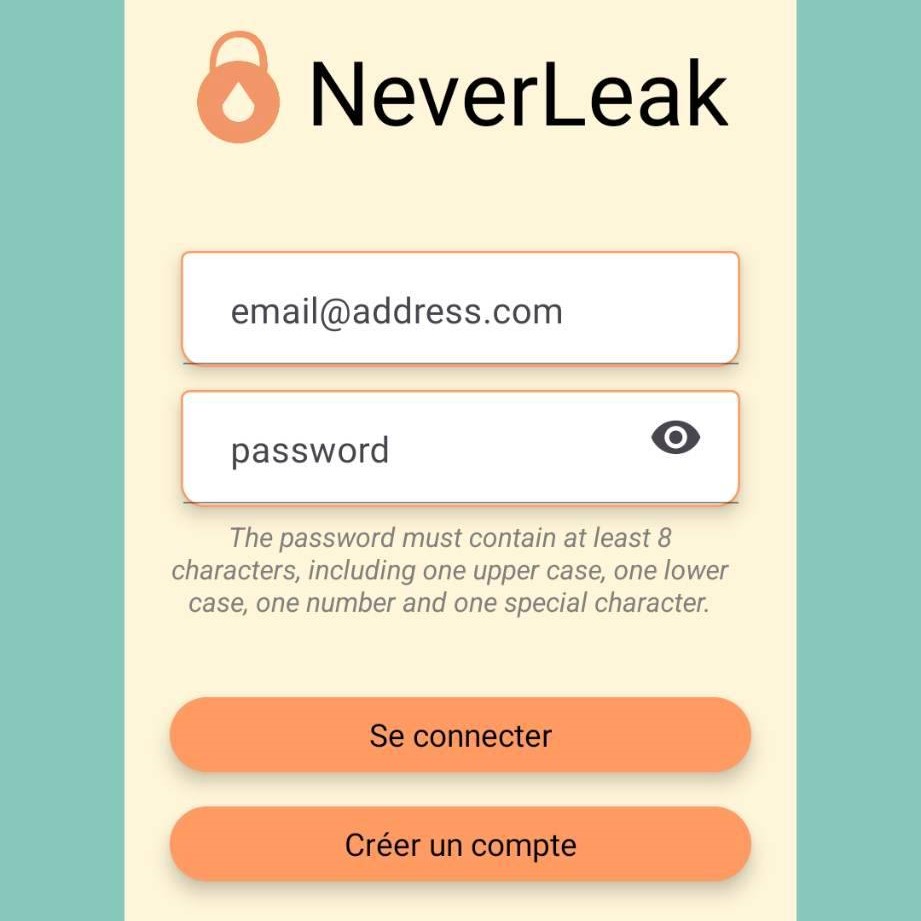 NeverLeak
email@address.com
password
The password must contain at least 8
characters, including one upper case, one lower
case, one number and one special character.
Se connecter
Créer un compte